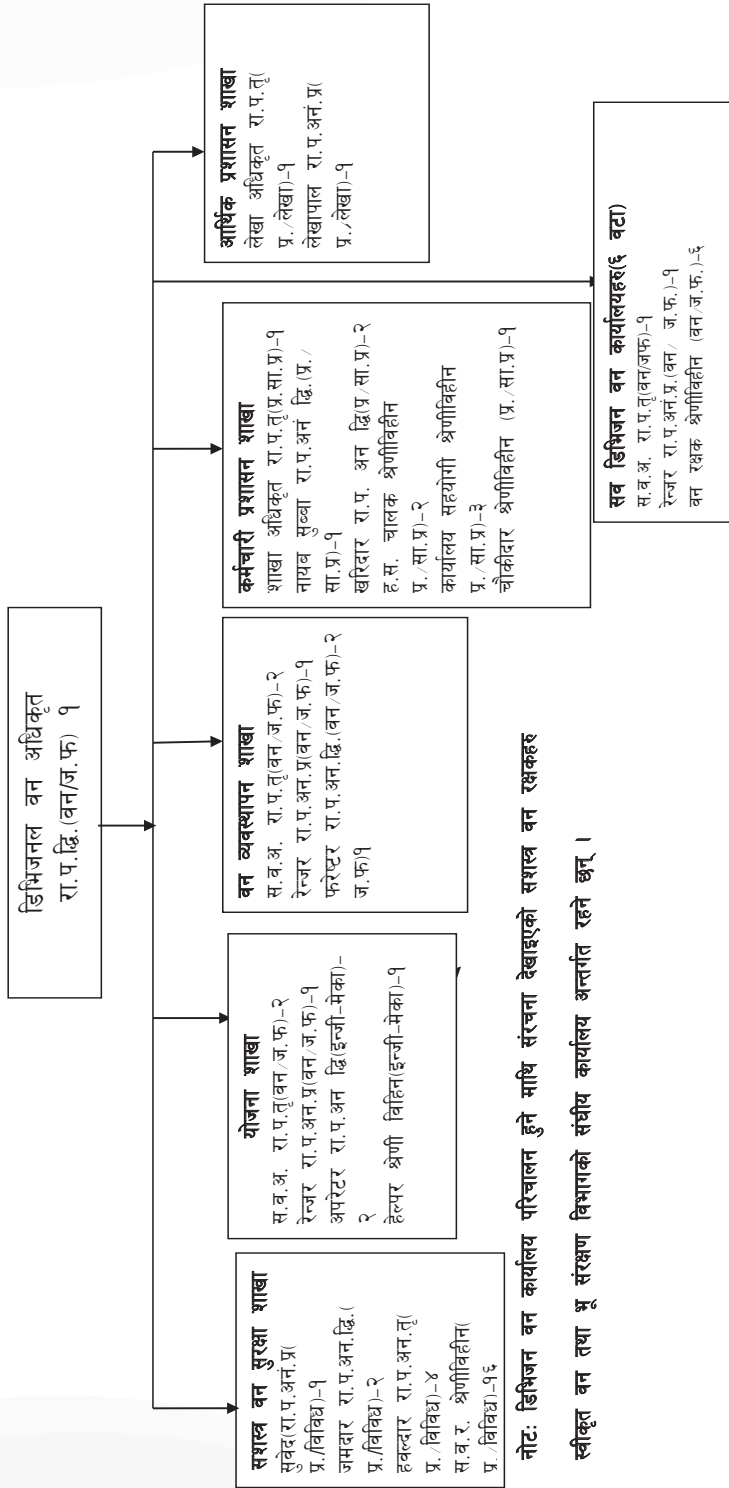 डिभिजनल वन अधिकृत
रा.प.द्वि.(वन/ज.फ) १
सशस्त्र वन सुरक्षा शाखा
सुवेद(रा.प.अनं.प्र(
प्र./विविध)-१
जमदार रा.प.अन.द्वि.(
प्र./विविध)-२
हवल्दार रा.प.अन.तृ(
प्र./विविध)-४
स.व.र. श्रेणीविहीन(
प्र./विविध)-१६
योजना शाखा
स.व.अ. रा.प.तृ(वन/ज.फ)-२
रेन्जर रा.प.अन.प्र(वन/ज.फ)-१
अपरेटर रा.प.अन द्वि(इन्जी-मेका)-
२
हेल्पर श्रेणी विहिन(इन्जी-मेका)-१
वन व्यवस्थापन शाखा
स.व.अ. रा.प.तृ(वन/ज.फ)-२
रेन्जर रा.प.अन.प्र(वन/ज.फ)-१
फरेष्टर रा.प.अन.द्वि.(वन/ज.फ)-२
ज.फ)१
कर्मचारी प्रशासन शाखा
शाखा अधिकृत रा.प.तृ(प्र.सा.प्र)-१
नायब सुब्बा रा.प.अनं द्वि.(प्र./
सा.प्र)-१
खरिदार रा.प. अन द्वि(प्र/सा.प्र)-२
ह.स. चालक श्रेणीविहीन
प्र./सा.प्र)-२
कार्यालय सहयोगी श्रेणीविहीन
प्र./सा.प्र)-३
चौकीदार श्रेणीविहीन (प्र./सा.प्र)-१
आर्थिक प्रशासन शाखा
लेखा अधिकृत रा.प.तृ(
प्र./लेखा)-१
लेखापाल रा.प.अनं.प्र(
प्र./लेखा)-१
सव डिभिजन वन कार्यालयहरु(६ वटा)
स.व.अ. रा.प.तृ(वन/जफ)-१
रेन्जर रा.प.अनं.प्र.(वन/ ज.फ.)-१
वन रक्षक श्रेणीविहीन (वन/ज.फ.)-६
नोट: डिभिजन वन कार्यालय परिचालन हुने माथि संरचना देखाइएको सशस्त्र वन रक्षकहरु
स्वीकृत वन तथा भू संरक्षण विभागको संघीय कार्यालय अन्तर्गत रहने छन् ।